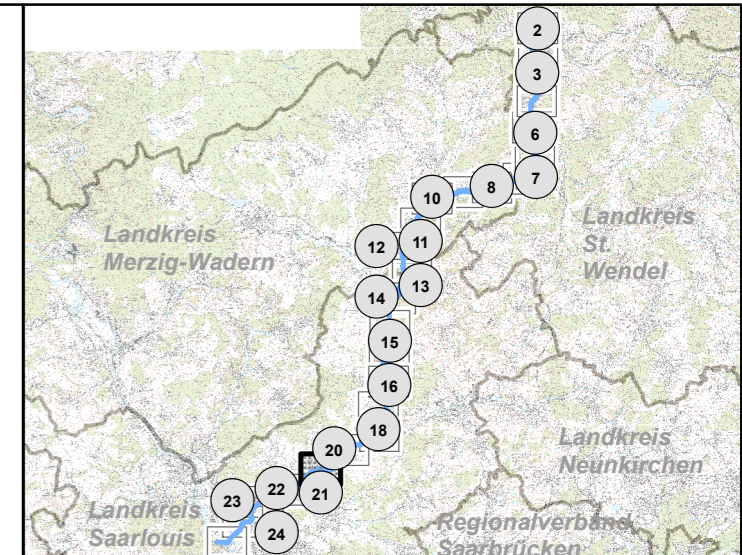 2
3
6
7
8
10
Landkreis
St.
Wendel
Landkreis
Merzig-Wadern
11
12
13
14
15
16
18
Landkreis
Neunkirchen
20
21
22
23
24
Landkreis
Saarlouis
Regionalverband
Saarbrücken